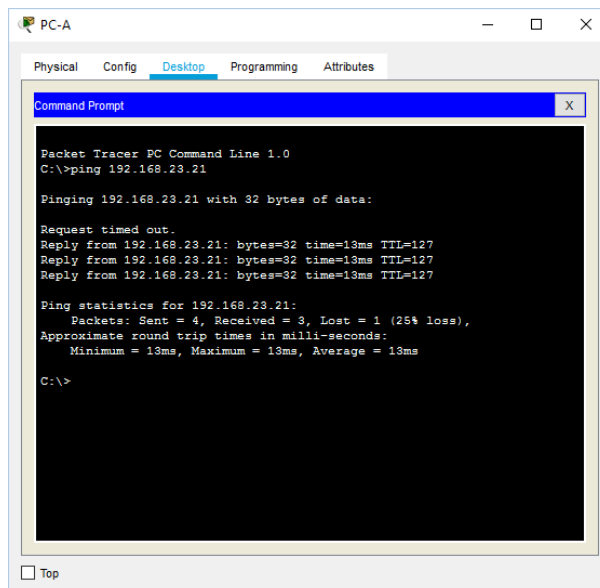 PC-A
Physical Config Desktop Programming Attributes
Command Prompt X
Packet Tracer PC Command Line 1.0
C:\>ping 192.168.23.21
Pinging 192.168.23.21 with 32 bytes of data:
Request timed out.
Reply from 192.168.23.21: bytes=32 time=13ms TTL=127
Reply from 192.168.23.21: bytes=32 time=13ms TTL=127
Reply from 192.168.23.21: bytes=32 time=13ms TTL=127
Ping statistics for 192.168.23.21:
Packets: Sent = 4, Received = 3, Lost = 1 (25% loss),
Approximate round trip times in milli-seconds:
Minimum = 13ms, Maximum = 13ms, Average = 13ms
C:\>
Top